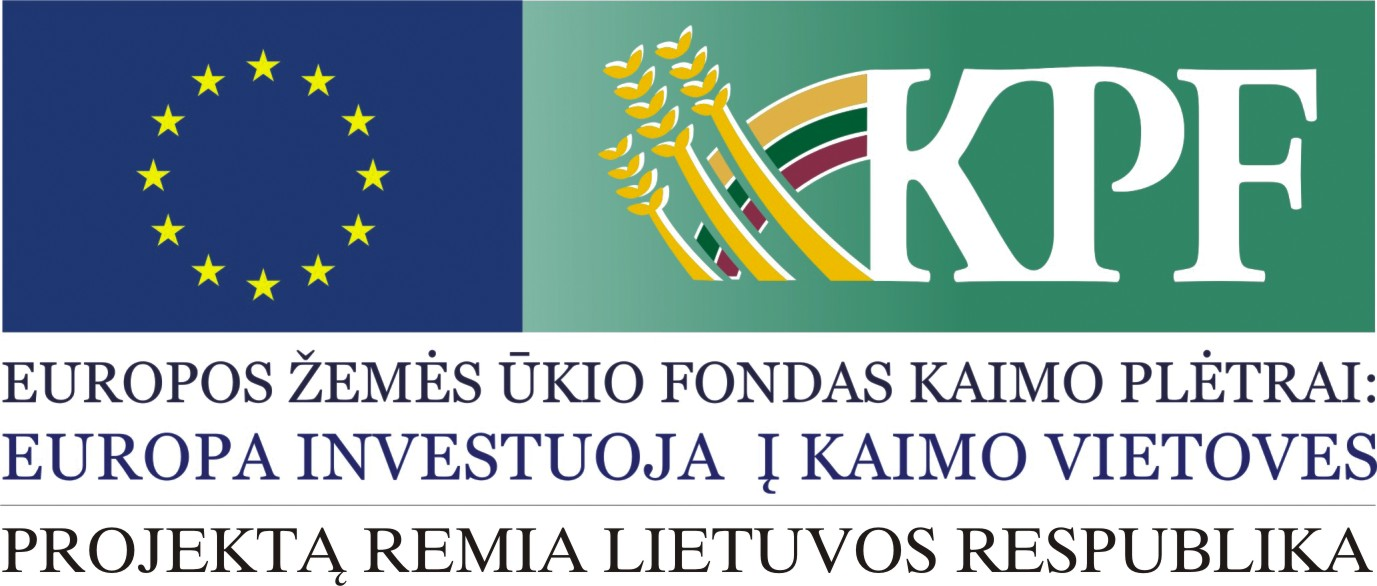 KPF
EUROPOS ŽEMĖS ŪKIO FONDAS KAIMO PLĖTRAI:
EUROPA INVESTUOJA Į KAIMO VIETOVES
PROJEKTĄ REMIA LIETUVOS RESPUBLIKA